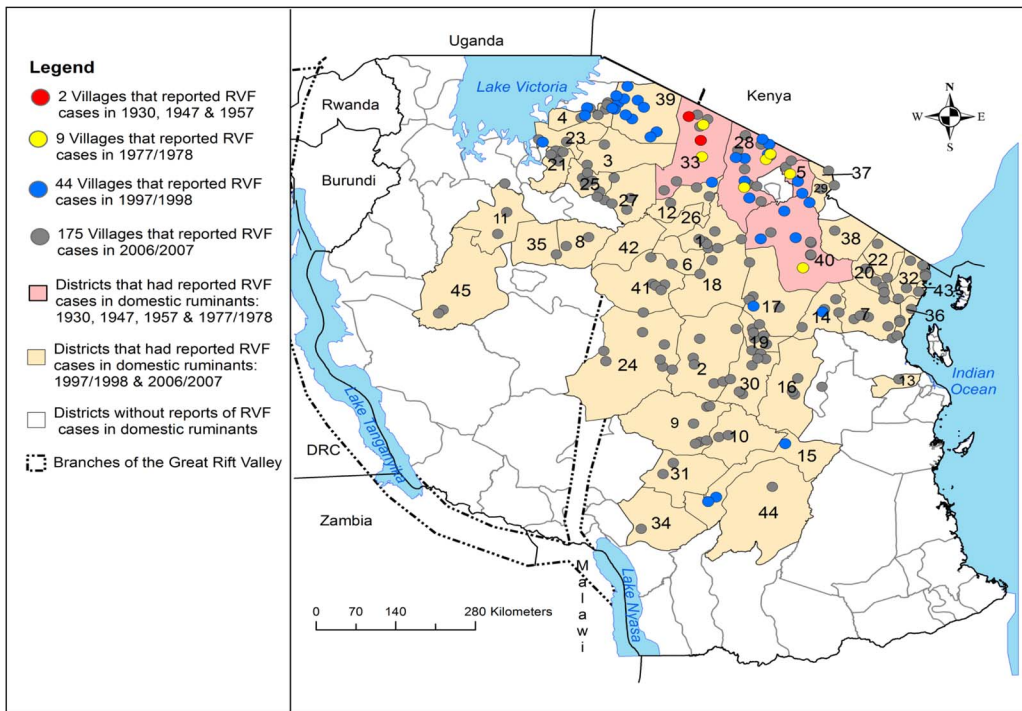 Legend
2 Villages that reported RVF
cases in 1930, 1947 & 1957
9 Villages that reported RVF
cases in 1977/1978
44 Villages that reported RVF
cases in 1997/1998
175 Villages that reported RVF
cases in 2006/2007
Districts that had reported RVF
cases in domestic ruminants:
1930, 1947, 1957 & 1977/1978
Districts that had reported RVF
cases in domestic ruminants:
1997/1998 & 2006/2007
Districts without reports of RVF
cases in domestic ruminants
Branches of the Great Rift Valley
Uganda
Lake Victoria
Kenya
Rwanda
Burundi
N
W
E
S
39
4
23
21
3
33
28
5
37
29
25
27
12
26
11
35
8
42
1
6
18
40
38
22
20
32
43
45
41
17
14
7
36
19
24
2
30
16
13
Indian
Ocean
Lake Tanganyika
9
10
15
DRC
31
44
34
Zambia
Malawi
Lake Nyasa
0 70 140 280 Kilometers